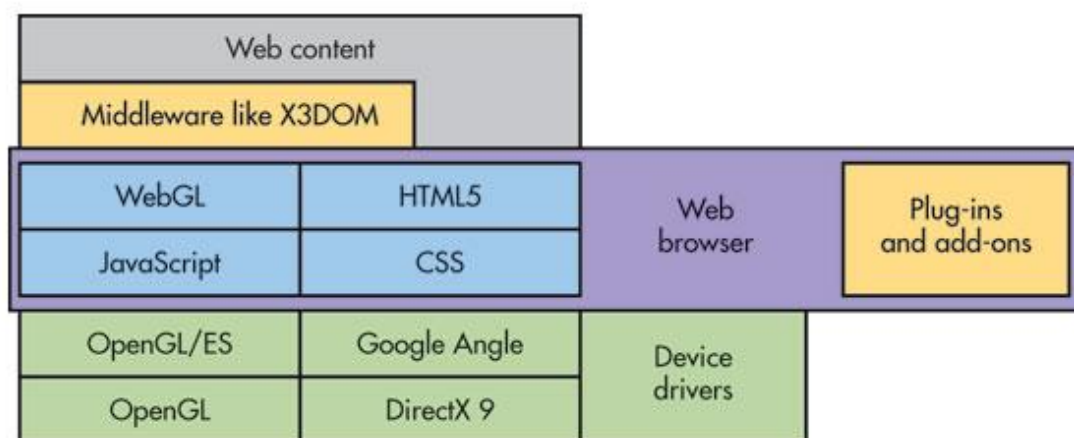 Web content
Middleware like X3DOM
WebGL
HTML5
Web
browser
Plug-ins
and add-ons
JavaScript
CSS
OpenGL/ES
Google Angle
Device
drivers
OpenGL
DirectX 9